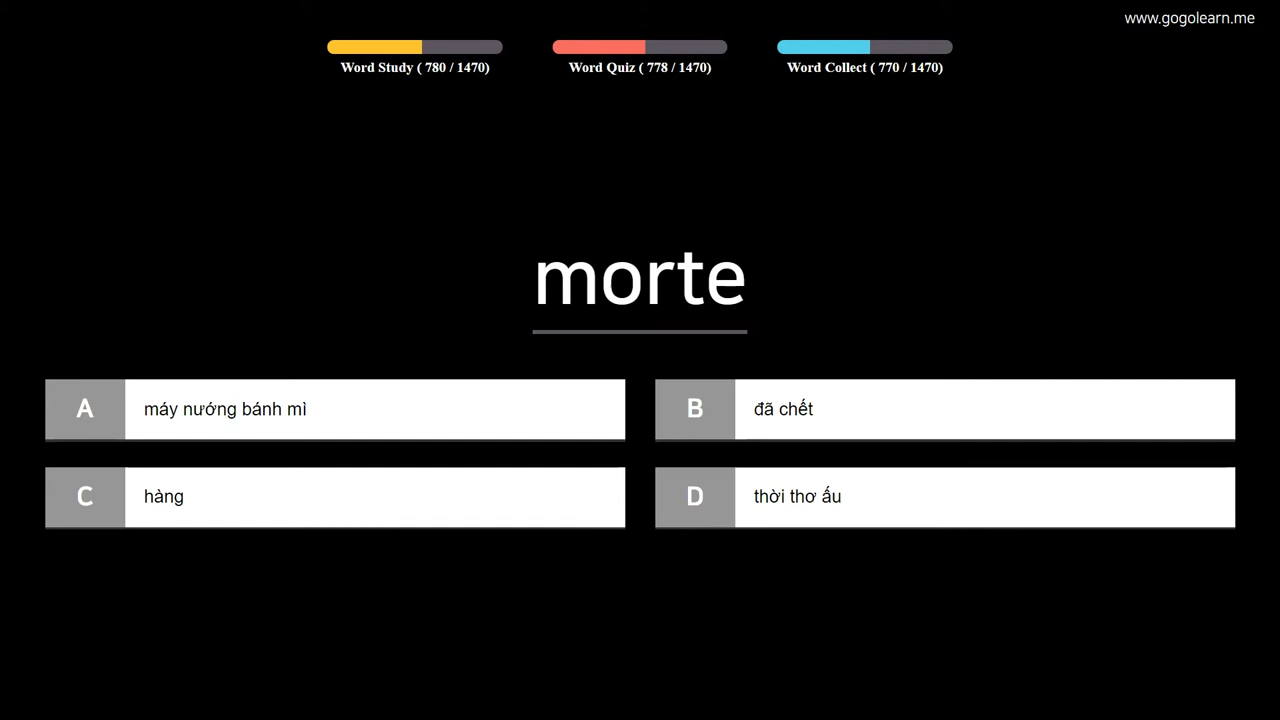 www.gogolearn.me
Word Study ( 780 / 1470)
Word Quiz ( 778 / 1470)
Word Collect ( 770 / 1470)
morte
A máy nướng bánh mì
B đã chết
C hàng
D thời thơ ấu